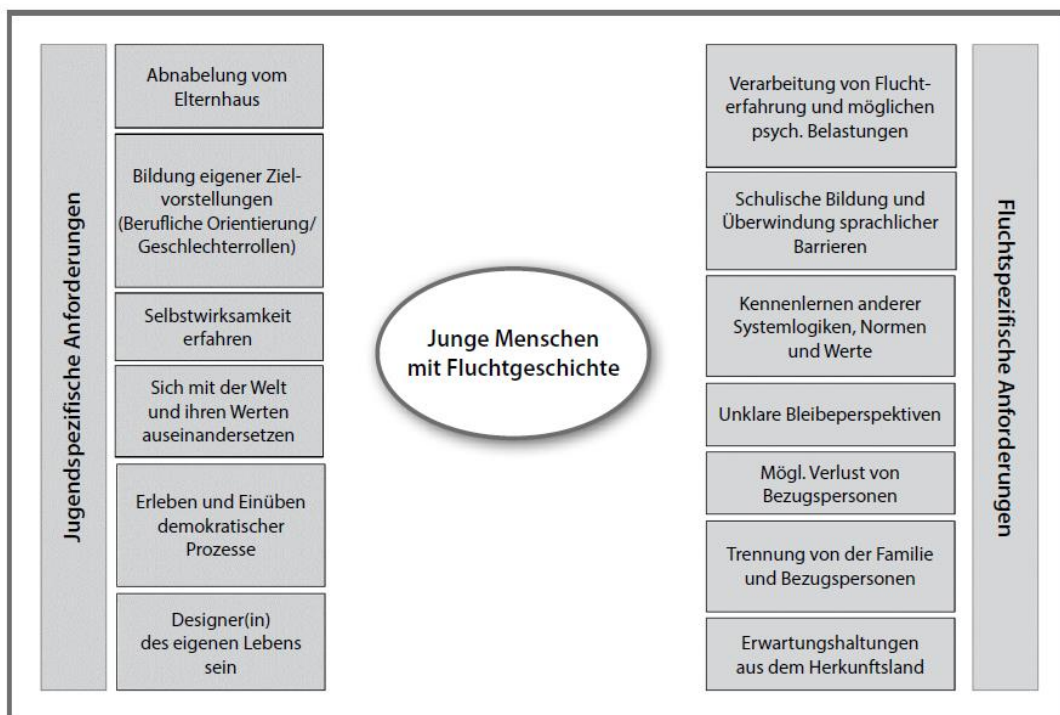 Jugendspezifische Anforderungen
Abnabelung vom
Elternhaus
Bildung eigener Ziel-
vorstellungen
(Berufliche Orientierung/
Geschlechterrollen)
Selbstwirksamkeit
erfahren
Sich mit der Welt
und ihren Werten
auseinandersetzen
Erleben und Einüben
demokratischer
Prozesse
Designer(in)
des eigenen Lebens
sein
Junge Menschen
mit Fluchtgeschichte
Verarbeitung von Flucht-
erfahrung und möglichen
psych. Belastungen
Schulische Bildung und
Überwindung sprachlicher
Barrieren
Kennenlernen anderer
Systemlogiken, Normen
und Werte
Unklare Bleibeperspektiven
Mögl. Verlust von
Bezugspersonen
Trennung von der Familie
und Bezugspersonen
Erwartungshaltungen
aus dem Herkunftsland
Fluchtspezifische Anforderungen